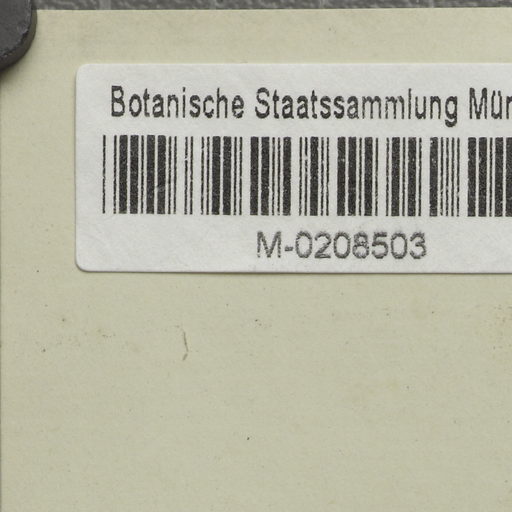 Botanische Staatssammlung Mün
M-0208503